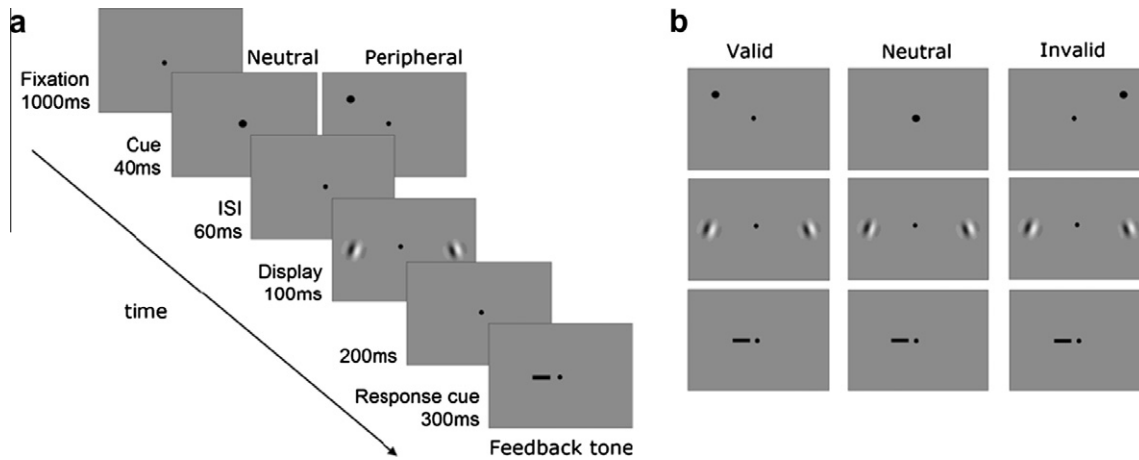 a
Neutral
Peripheral
Fixation
1000ms
Cue
40ms
ISI
60ms
Display
100ms
time
200ms
Response cue
300ms
Feedback tone
b
Valid
Neutral
Invalid